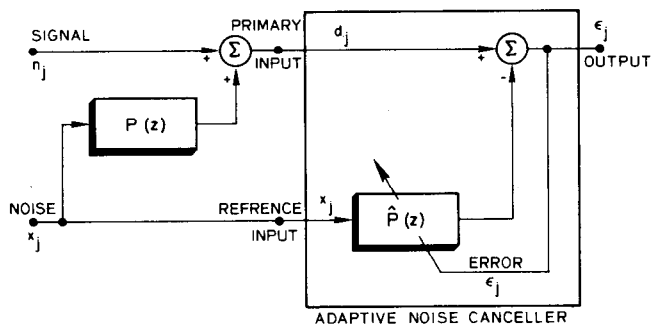 SIGNAL
n_j
Σ
+
+
PRIMARY
INPUT
d_j
Σ
+
-
ϵ_j
OUTPUT
P (z)
NOISE
x_j
REFRENCE
INPUT
x_j
P̂ (z)
ERROR
ϵ_j
ADAPTIVE NOISE CANCELLER